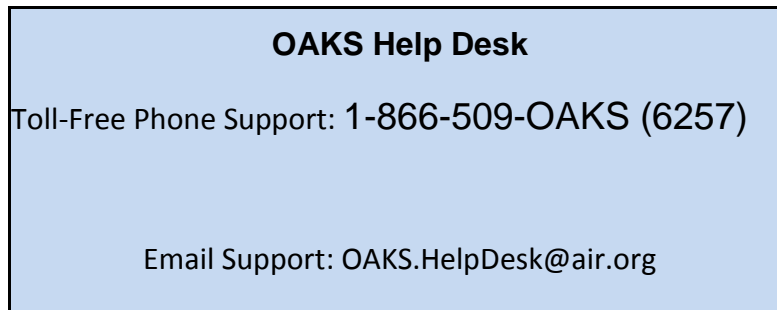 OAKS Help Desk
Toll-Free Phone Support: 1-866-509-OAKS (6257)
Email Support: OAKS.HelpDesk@air.org